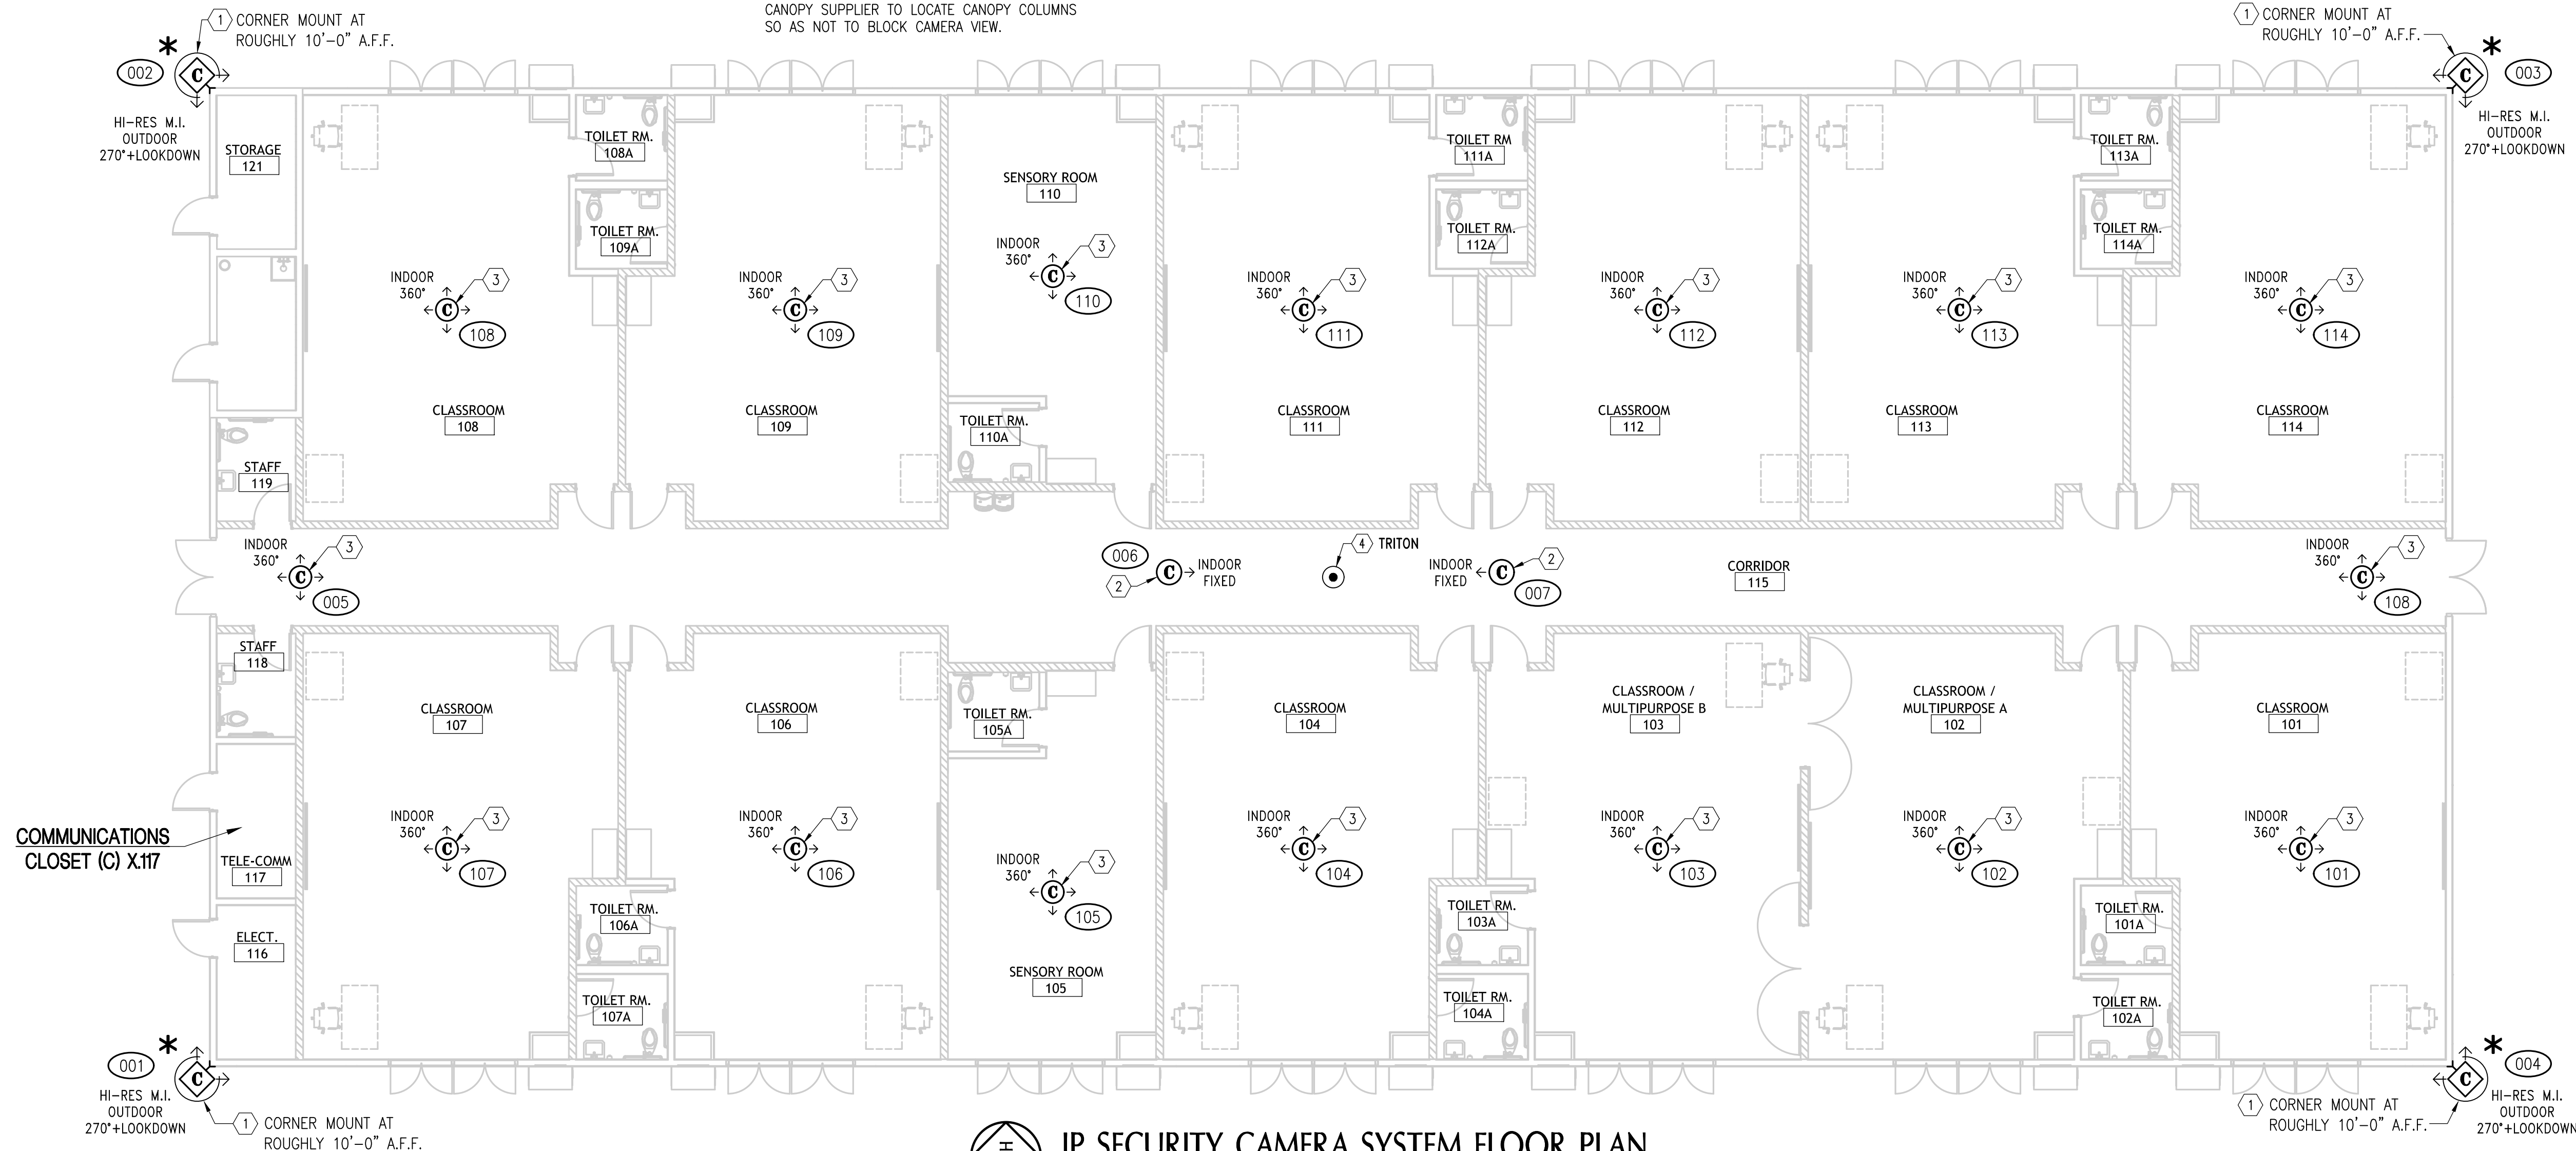 CANOPY SUPPLIER TO LOCATE CANOPY COLUMNS
SO AS NOT TO BLOCK CAMERA VIEW.
1 CORNER MOUNT AT
ROUGHLY 10'-0" A.F.F.
1 CORNER MOUNT AT
ROUGHLY 10'-0" A.F.F.
*
002
C
HI-RES M.I.
OUTDOOR
270°+LOOKDOWN
*
003
C
HI-RES M.I.
OUTDOOR
270°+LOOKDOWN
STORAGE
121
TOILET RM.
108A
TOILET RM.
109A
SENSORY ROOM
110
TOILET RM
111A
TOILET RM.
112A
TOILET RM.
113A
TOILET RM.
114A
INDOOR
360°
C
3
108
INDOOR
360°
C
3
109
INDOOR
360°
C
3
110
INDOOR
360°
C
3
111
INDOOR
360°
C
3
112
INDOOR
360°
C
3
113
INDOOR
360°
C
3
114
CLASSROOM
108
CLASSROOM
109
TOILET RM.
110A
CLASSROOM
111
CLASSROOM
112
CLASSROOM
113
CLASSROOM
114
STAFF
119
INDOOR
360°
C
3
005
006
2
C
INDOOR
FIXED
4 TRITON
INDOOR
FIXED
C
2
007
CORRIDOR
115
INDOOR
360°
C
3
108
STAFF
118
CLASSROOM
107
CLASSROOM
106
TOILET RM.
105A
CLASSROOM
104
CLASSROOM /
MULTIPURPOSE B
103
CLASSROOM /
MULTIPURPOSE A
102
CLASSROOM
101
COMMUNICATIONS
CLOSET (C) X.117
TELE-COMM
117
INDOOR
360°
C
3
107
INDOOR
360°
C
3
106
INDOOR
360°
C
3
105
INDOOR
360°
C
3
104
INDOOR
360°
C
3
103
INDOOR
360°
C
3
102
INDOOR
360°
C
3
101
ELECT.
116
TOILET RM.
106A
TOILET RM.
107A
SENSORY ROOM
105
TOILET RM.
103A
TOILET RM.
104A
TOILET RM.
101A
TOILET RM.
102A
*
001
C
HI-RES M.I.
OUTDOOR
270°+LOOKDOWN
1 CORNER MOUNT AT
ROUGHLY 10'-0" A.F.F.
*
004
C
HI-RES M.I.
OUTDOOR
270°+LOOKDOWN
1 CORNER MOUNT AT
ROUGHLY 10'-0" A.F.F.
IP SECURITY CAMERA SYSTEM FLOOR PLAN